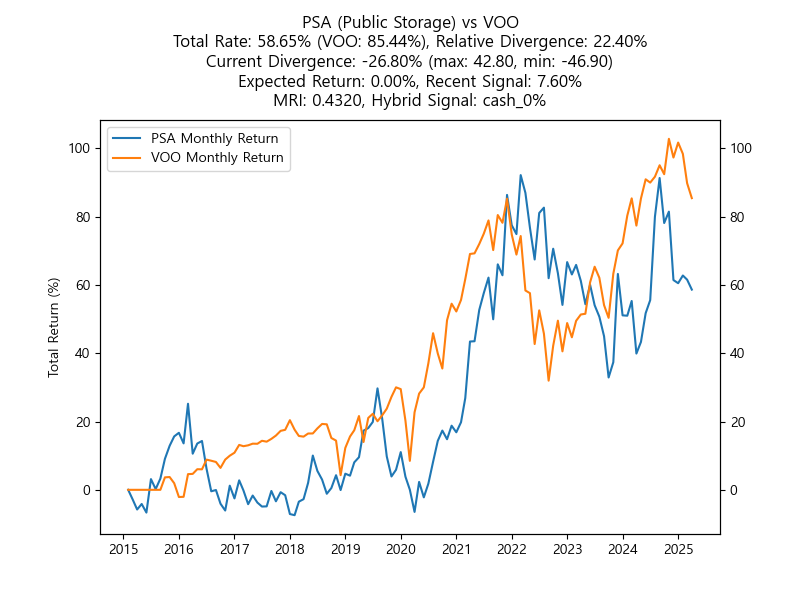 PSA (Public Storage) vs VOO
Total Rate: 58.65% (VOO: 85.44%), Relative Divergence: 22.40%
Current Divergence: -26.80% (max: 42.80, min: -46.90)
Expected Return: 0.00%, Recent Signal: 7.60%
MRI: 0.4320, Hybrid Signal: cash_0%
PSA Monthly Return
VOO Monthly Return
Total Return (%)
100
80
60
40
20
0
100
80
60
40
20
0
2015 2016 2017 2018 2019 2020 2021 2022 2023 2024 2025